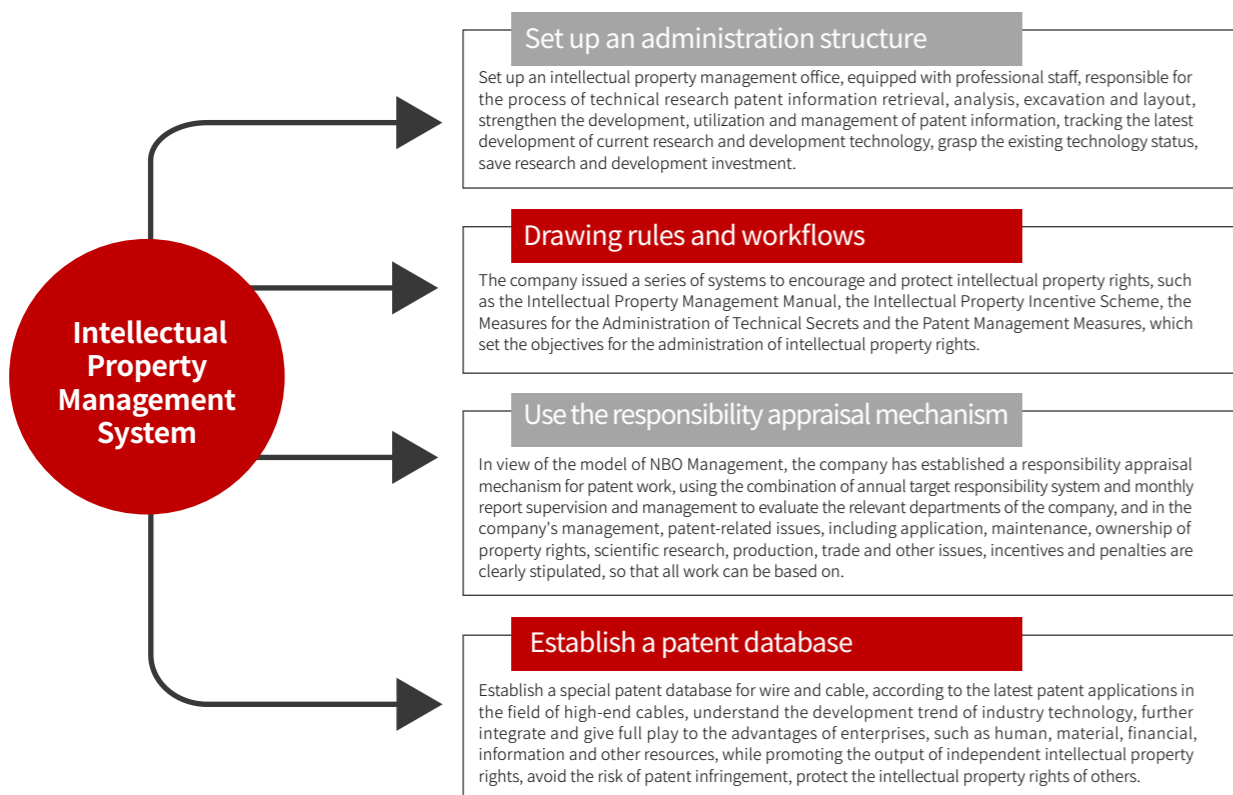 Set up an administration structure
Set up an intellectual property management office, equipped with professional staff, responsible for
the process of technical research patent information retrieval, analysis, excavation and layout,
strengthen the development, utilization and management of patent information, tracking the latest
development of current research and development technology, grasp the existing technology status,
save research and development investment.
Drawing rules and workflows
The company issued a series of systems to encourage and protect intellectual property rights, such
as the Intellectual Property Management Manual, the Intellectual Property Incentive Scheme, the
Measures for the Administration of Technical Secrets and the Patent Management Measures, which
set the objectives for the administration of intellectual property rights.
Intellectual
Property
Management
System
Use the responsibility appraisal mechanism
In view of the model of NBO Management, the company has established a responsibility appraisal
mechanism for patent work, using the combination of annual target responsibility system and monthly
report supervision and management to evaluate the relevant departments of the company, and in the
company's management, patent-related issues, including application, maintenance, ownership of
property rights, scientific research, production, trade and other issues, incentives and penalties are
clearly stipulated, so that all work can be based on.
Establish a patent database
Establish a special patent database for wire and cable, according to the latest patent applications in
the field of high-end cables, understand the development trend of industry technology, further
integrate and give full play to the advantages of enterprises, such as human, material, financial,
information and other resources, while promoting the output of independent intellectual property
rights, avoid the risk of patent infringement, protect the intellectual property rights of others.